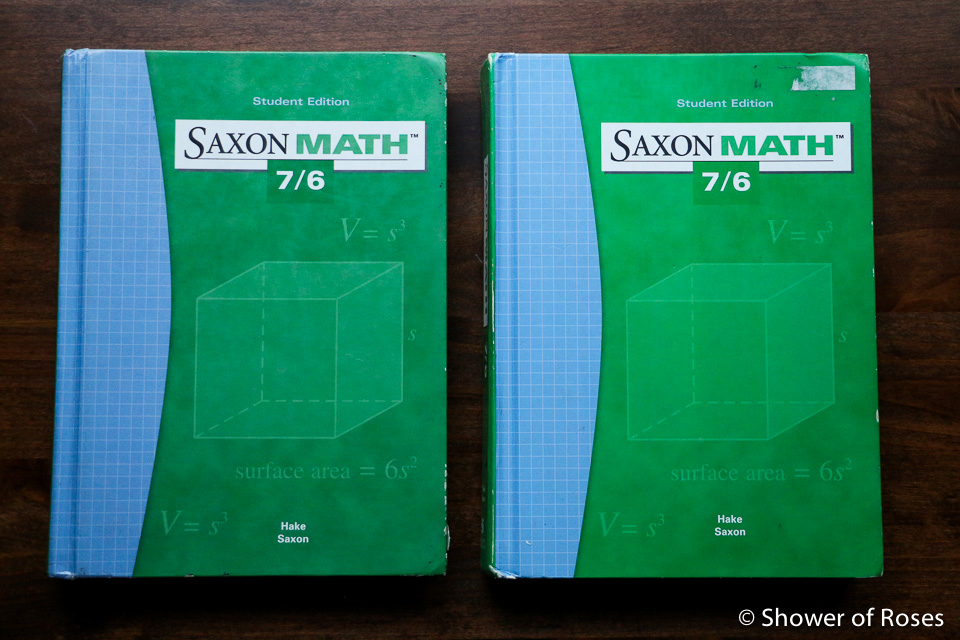 Student Edition
SAXON MATH™
7/6
V = s³
s
surface area = 6s²
V = s³
Hake
Saxon
Student Edition
SAXON MATH™
7/6
V = s³
s
surface area = 6s²
V = s³
Hake
Saxon
© Shower of Roses